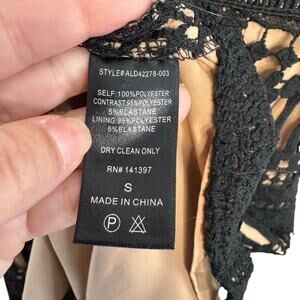 STYLE# ALD42278-003
SELF: 100%POLYESTER
CONTRAST:95%POLYESTER
5%ELASTANE
LINING: 95%POLYESTER
5%ELASTANE
DRY CLEAN ONLY
RN# 141397
S
MADE IN CHINA
P